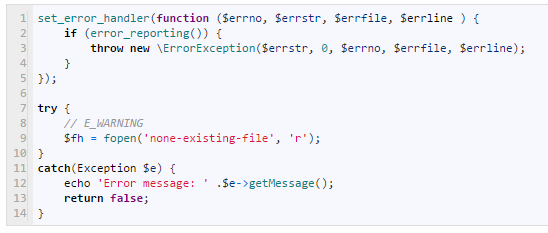 1 set_error_handler(function ($errno, $errstr, $errfile, $errline ) {
2     if (error_reporting()) {
3         throw new \ErrorException($errstr, 0, $errno, $errfile, $errline);
4     }
5 });
6
7 try {
8     // E_WARNING
9     $fh = fopen('none-existing-file', 'r');
10 }
11 catch(Exception $e) {
12     echo 'Error message: ' .$e->getMessage();
13     return false;
14 }